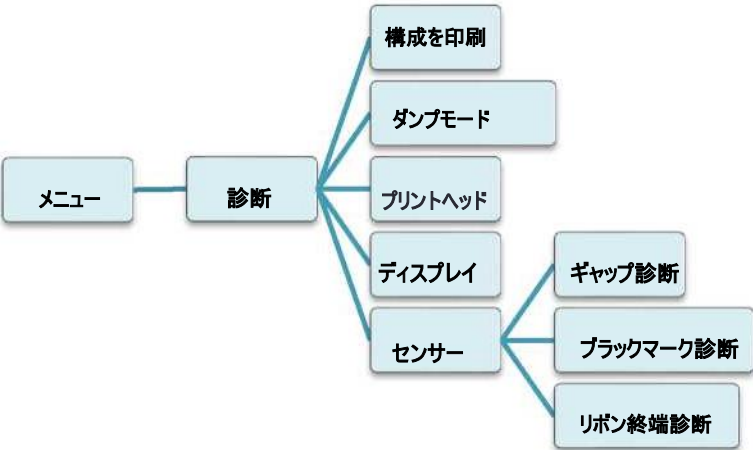 構成を印刷
ダンプモード
メニュー
診断
プリントヘッド
ディスプレイ
ギャップ診断
センサー
ブラックマーク診断
リボン終端診断